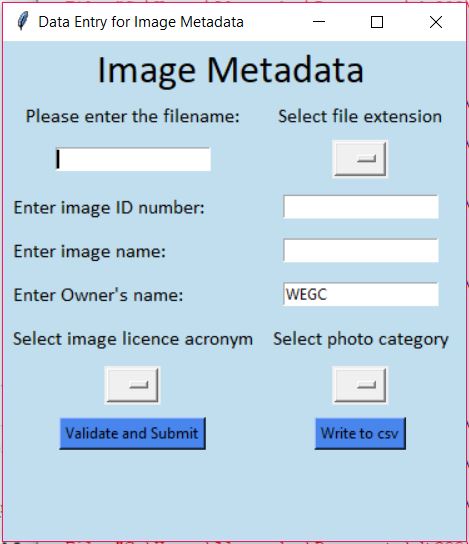 Data Entry for Image Metadata
Image Metadata
Please enter the filename: Select file extension
Enter image ID number:
Enter image name:
Enter Owner's name: WEGC
Select image licence acronym Select photo category
Validate and Submit Write to csv